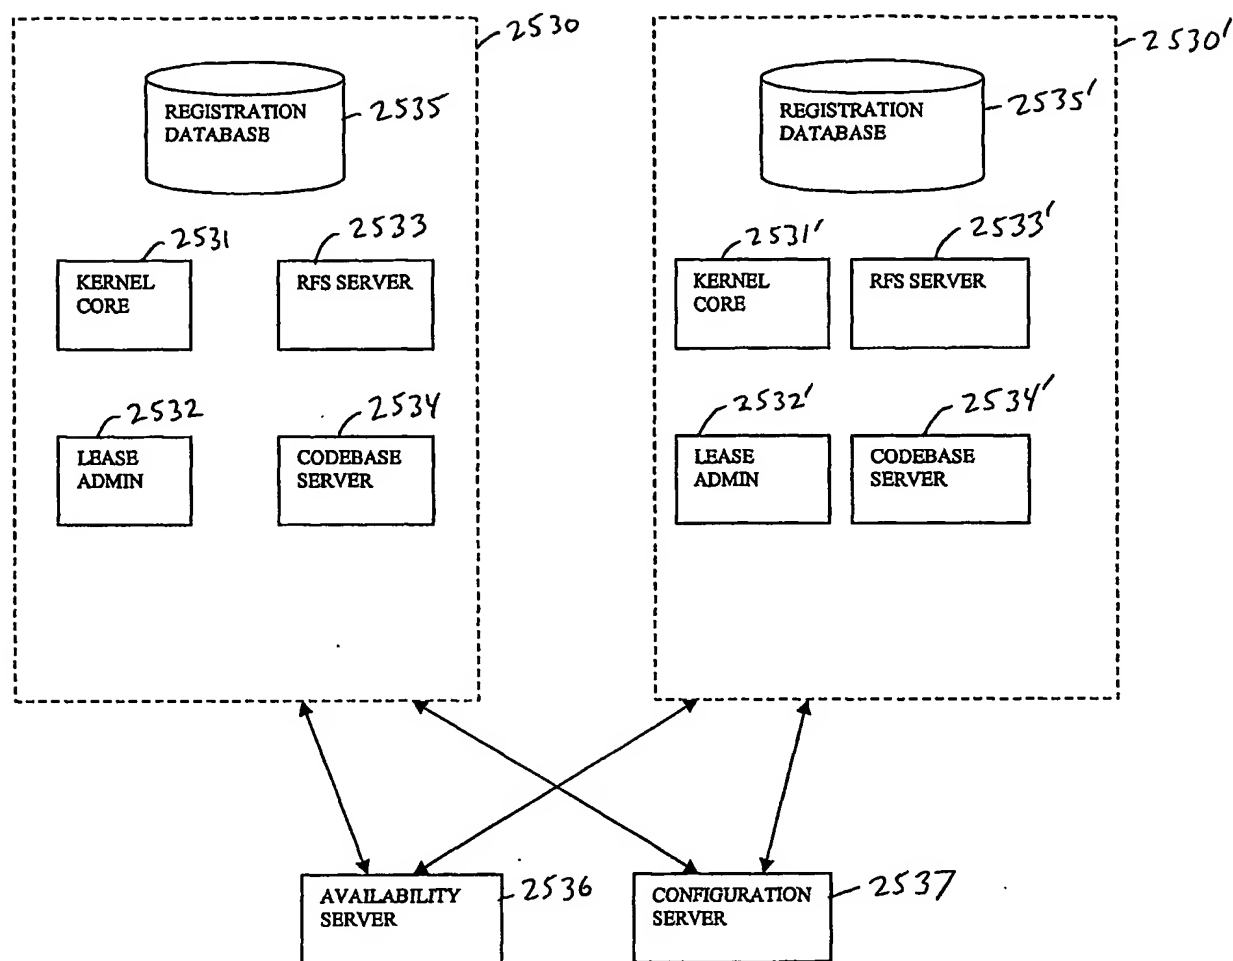 2530
2530'
REGISTRATION
DATABASE
2535
REGISTRATION
DATABASE
2535'
2531
2533
2531'
2533'
KERNEL
CORE
RFS SERVER
KERNEL
CORE
RFS SERVER
2532
2534
2532'
2534'
LEASE
ADMIN
CODEBASE
SERVER
LEASE
ADMIN
CODEBASE
SERVER
AVAILABILITY
SERVER
2536
CONFIGURATION
SERVER
2537